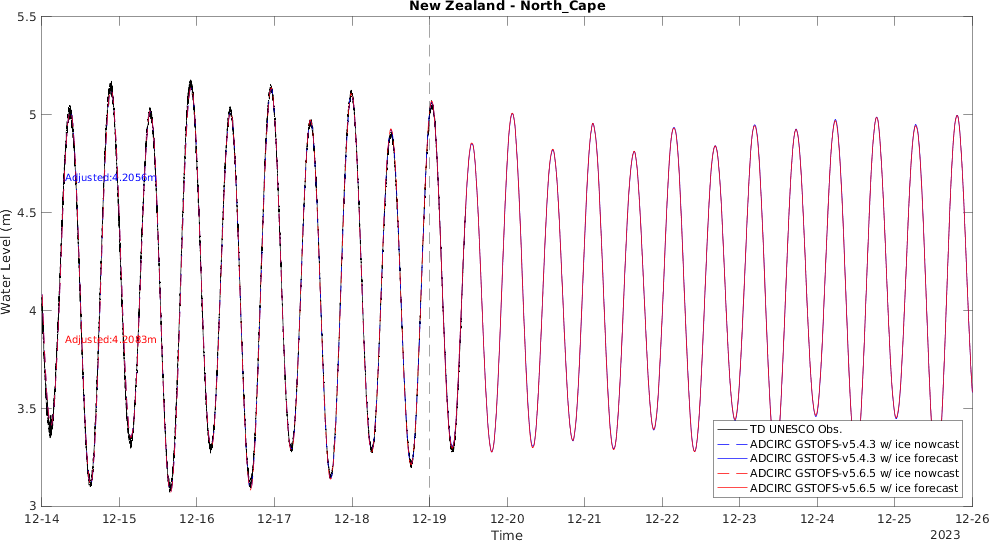 New Zealand - North_Cape
5.5
5
4.5
4
3.5
3
Water Level (m)
Adjusted:4.2056m
Adjusted:4.2083m
TD UNESCO Obs.
ADCIRC GSTOFS-v5.4.3 w/ ice nowcast
ADCIRC GSTOFS-v5.4.3 w/ ice forecast
ADCIRC GSTOFS-v5.6.5 w/ ice nowcast
ADCIRC GSTOFS-v5.6.5 w/ ice forecast
12-14 12-15 12-16 12-17 12-18 12-19 12-20 12-21 12-22 12-23 12-24 12-25 12-26
Time
2023